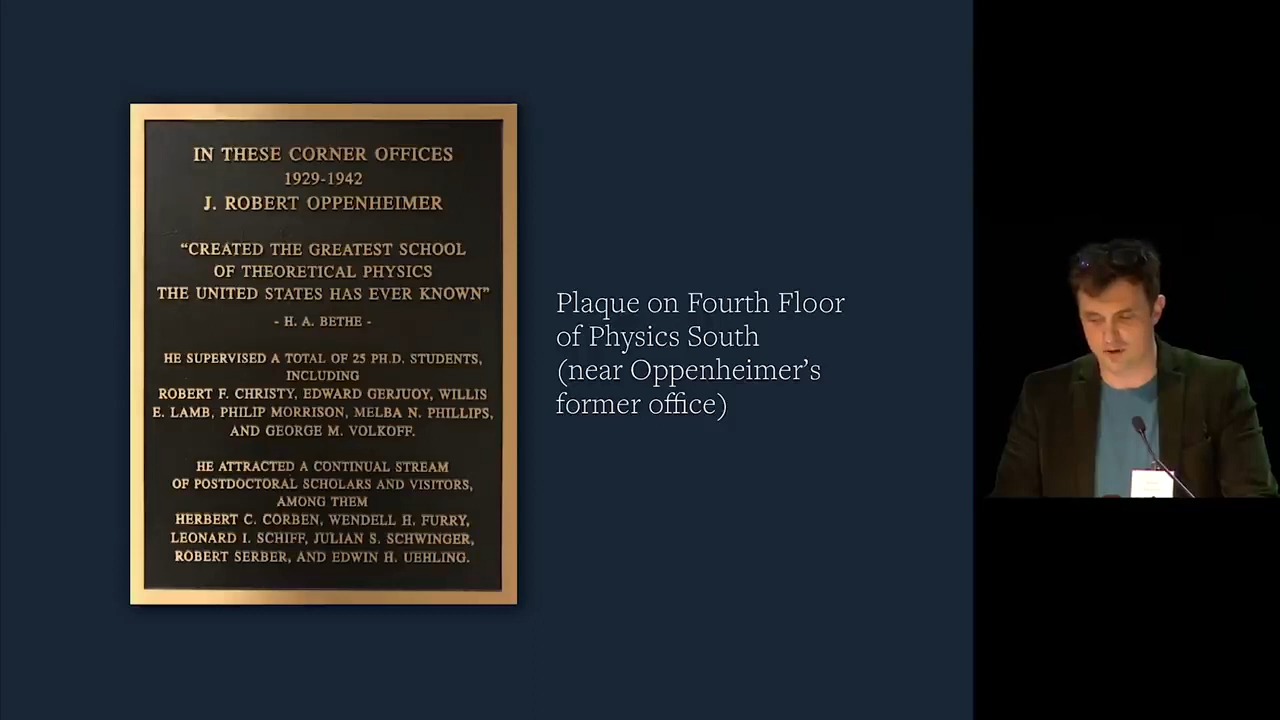 IN THESE CORNER OFFICES
1929-1942
J. ROBERT OPPENHEIMER
“CREATED THE GREATEST SCHOOL
OF THEORETICAL PHYSICS
THE UNITED STATES HAS EVER KNOWN”
- H. A. BETHE -
HE SUPERVISED A TOTAL OF 25 PH.D. STUDENTS,
INCLUDING
ROBERT F. CHRISTY, EDWARD GERJUOY, WILLIS
E. LAMB, PHILIP MORRISON, MELBA N. PHILLIPS,
AND GEORGE M. VOLKOFF.
HE ATTRACTED A CONTINUAL STREAM
OF POSTDOCTORAL SCHOLARS AND VISITORS,
AMONG THEM
HERBERT C. CORBEN, WENDELL H. FURRY,
LEONARD I. SCHIFF, JULIAN S. SCHWINGER,
ROBERT SERBER, AND EDWIN H. UEHLING.
Plaque on Fourth Floor
of Physics South
(near Oppenheimer’s
former office)